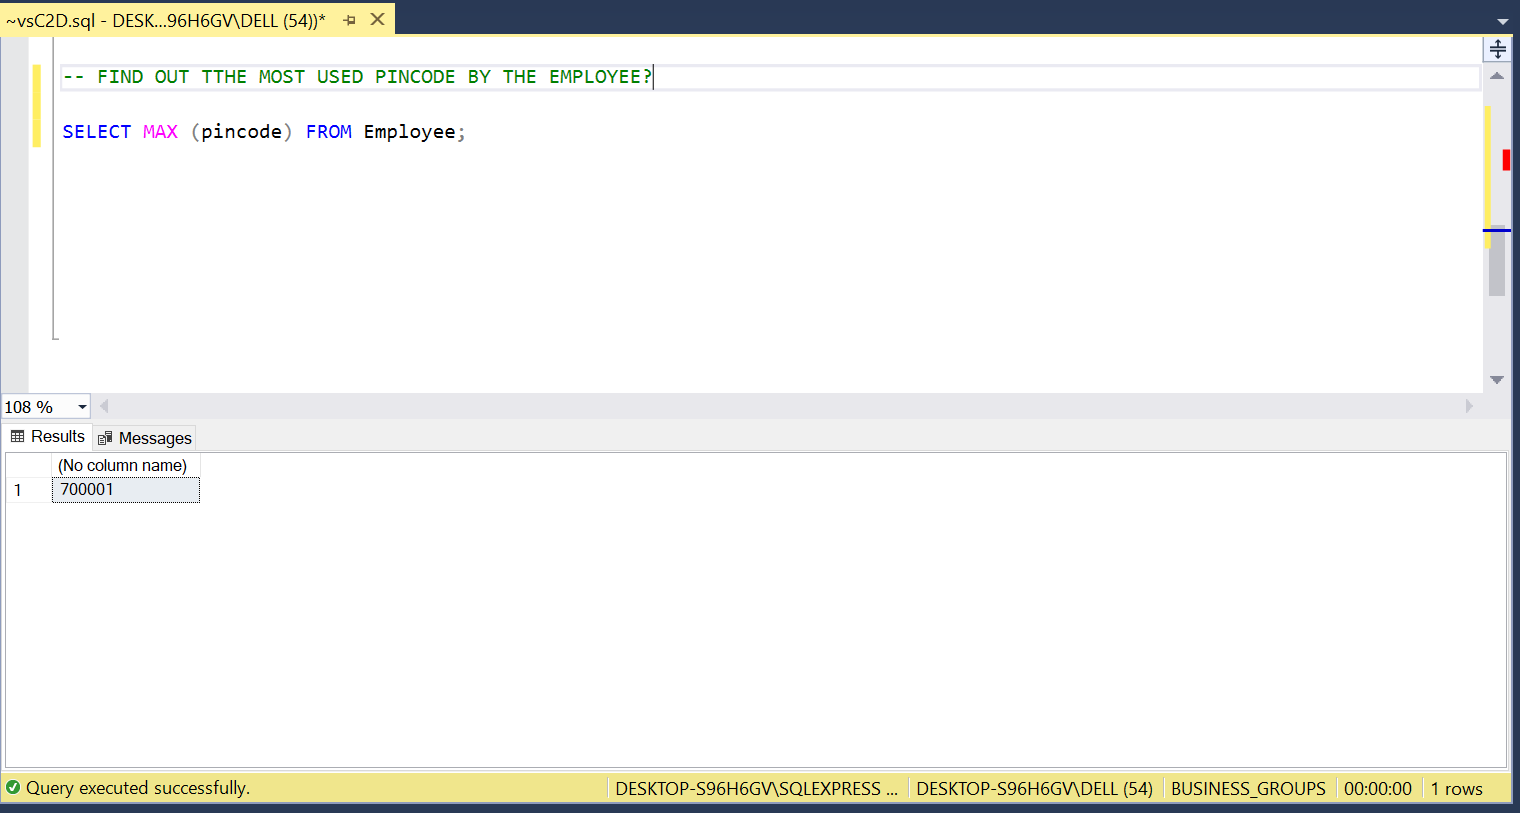 ~vsC2D.sql - DESK...96H6GV\DELL (54))*
-- FIND OUT TTHE MOST USED PINCODE BY THE EMPLOYEE?
SELECT MAX (pincode) FROM Employee;
108 %
Results Messages
(No column name)
1 700001
Query executed successfully. DESKTOP-S96H6GV\SQLEXPRESS ... DESKTOP-S96H6GV\DELL (54) BUSINESS_GROUPS 00:00:00 1 rows